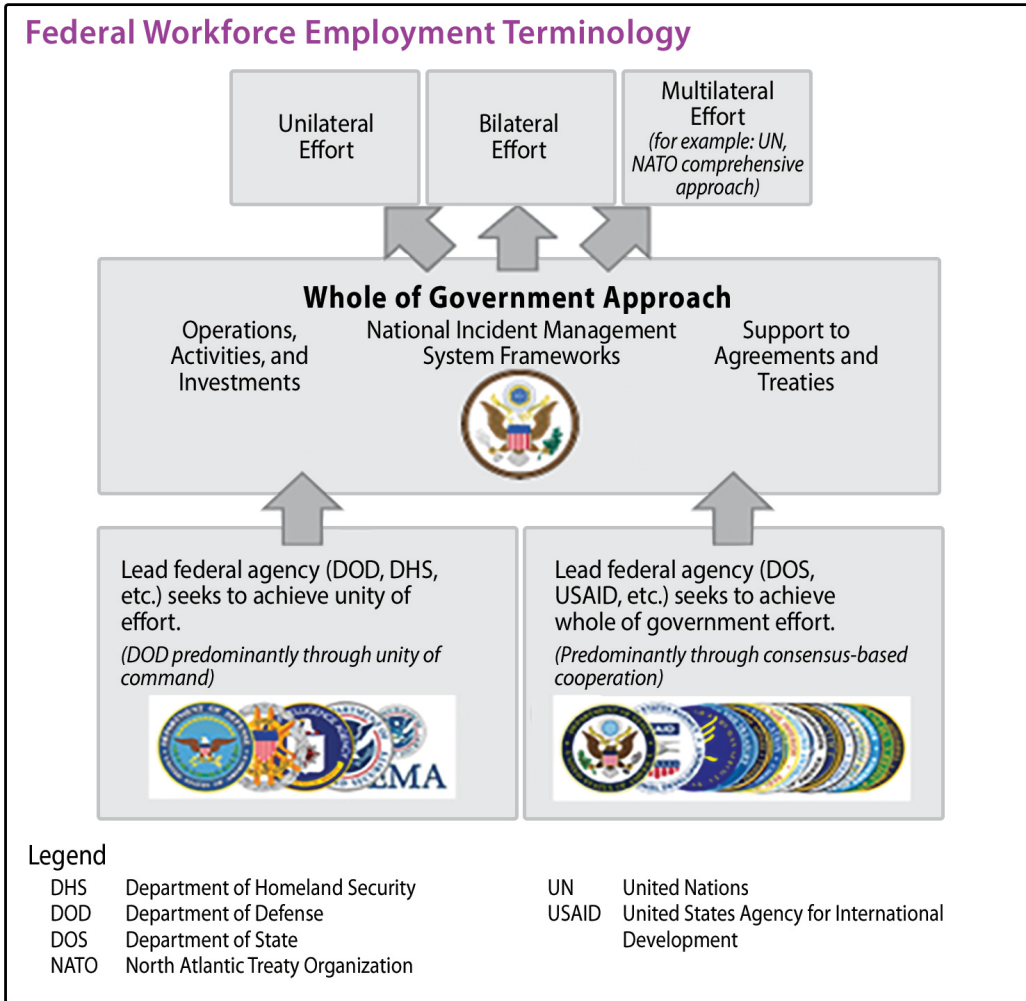 Federal Workforce Employment Terminology
Unilateral
Effort
Bilateral
Effort
Multilateral
Effort
(for example: UN,
NATO comprehensive
approach)
Whole of Government Approach
Operations,
Activities, and
Investments
National Incident Management
System Frameworks
Support to
Agreements and
Treaties
Lead federal agency (DOD, DHS,
etc.) seeks to achieve unity of
effort.
(DOD predominantly through unity of
command)
EMA
Lead federal agency (DOS,
USAID, etc.) seeks to achieve
whole of government effort.
(Predominantly through consensus-based
cooperation)
Legend
DHS Department of Homeland Security
DOD Department of Defense
DOS Department of State
NATO North Atlantic Treaty Organization
UN United Nations
USAID United States Agency for International
Development